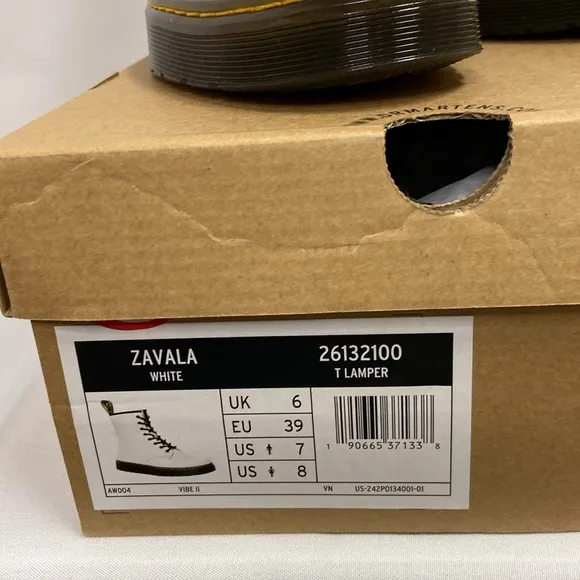 DRMARTENS.CO
ZAVALA
WHITE
26132100
T LAMPER
UK 6
EU 39
US 7
US 8
1 90665 37133 8
AW004
VIBE II
VN
US-242P0134001-01